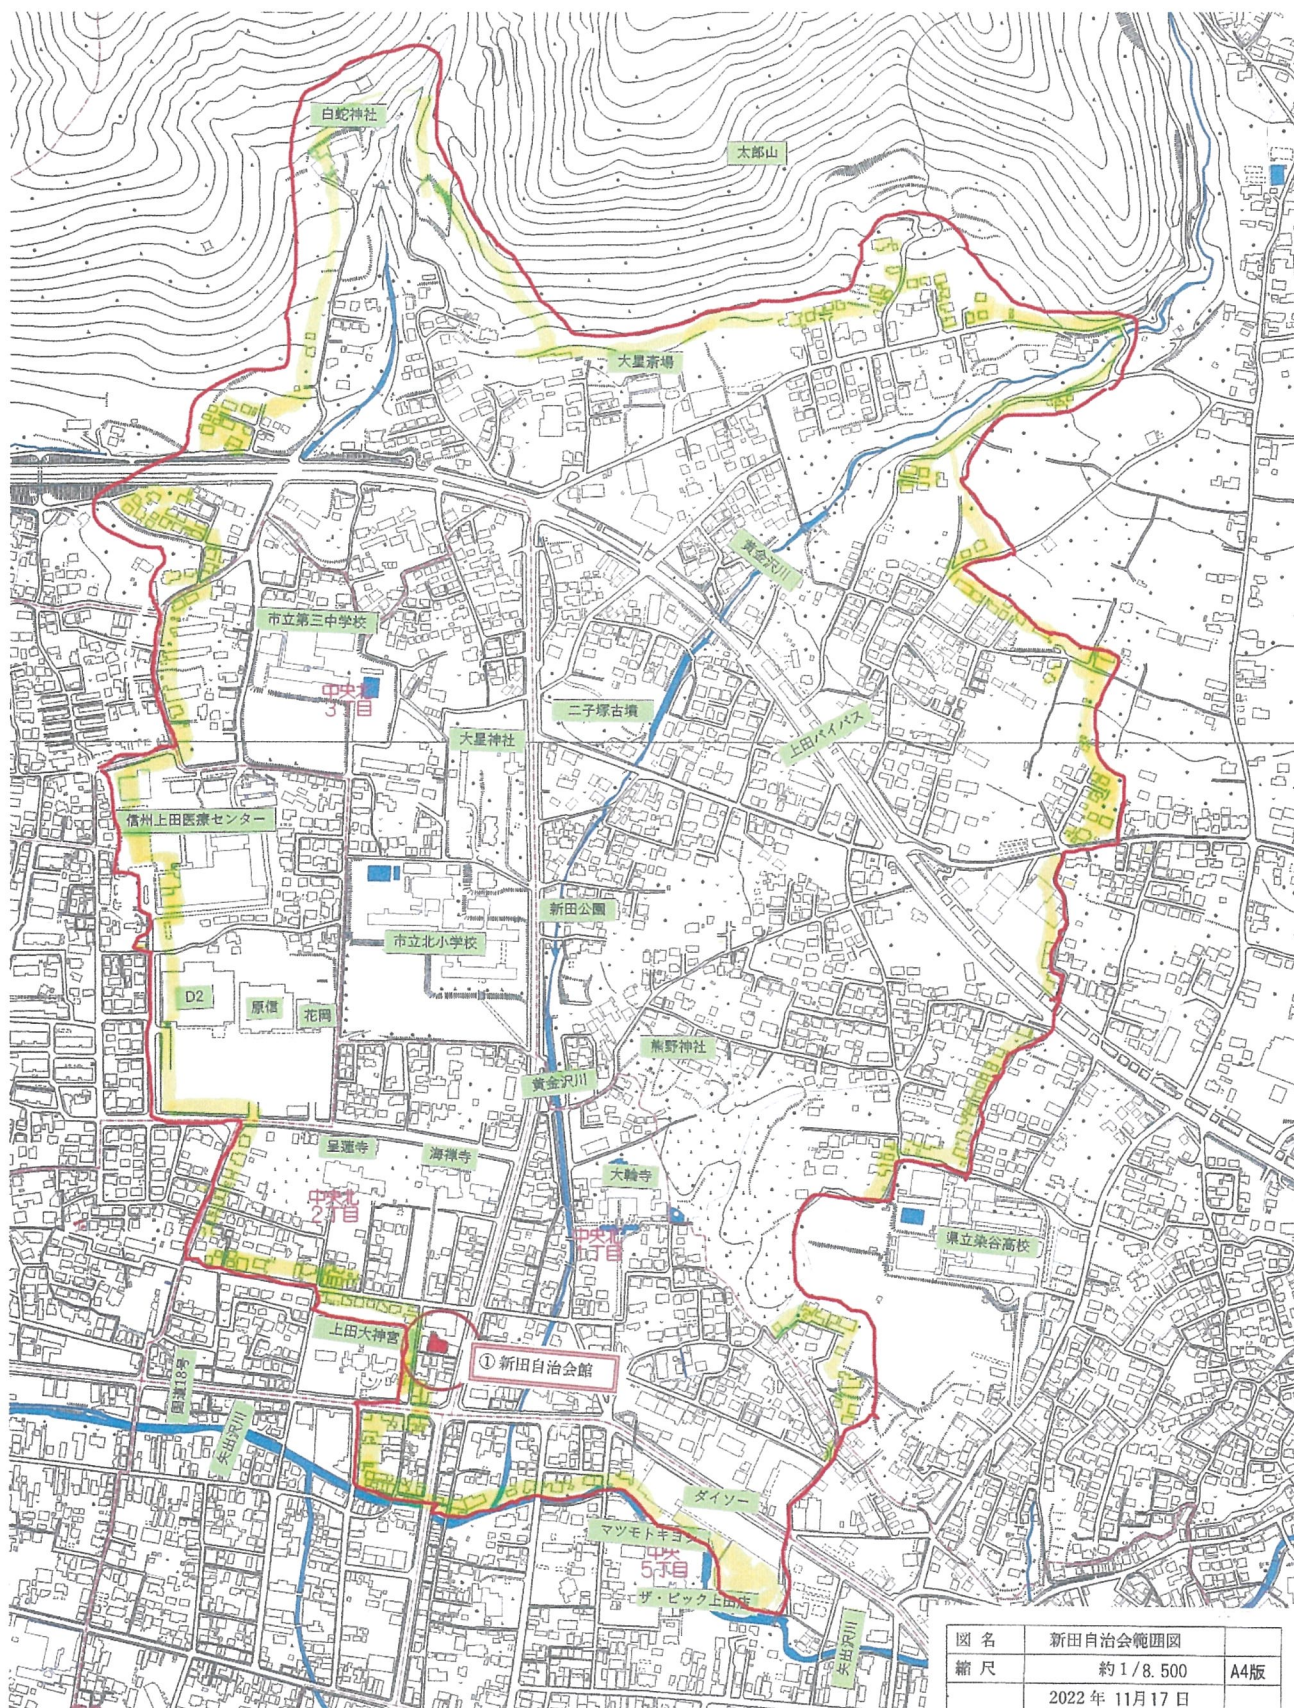 白蛇神社
太郎山
大星斎場
黄金沢川
市立第三中学校
中央北
3丁目
二子塚古墳
大星神社
上田バイパス
信州上田医療センター
新田公園
市立北小学校
D2
原信
花岡
熊野神社
黄金沢川
呈蓮寺
海禅寺
大輪寺
中央北
2丁目
中央北
1丁目
県立染谷高校
上田大神宮
① 新田自治会館
国道18号
矢出沢川
ダイソー
マツモトキヨシ
中央
5丁目
ザ・ビック上田店
矢出沢川
図名 新田自治会範囲図
縮尺 約1/8.500 A4版
2022年 11月17日